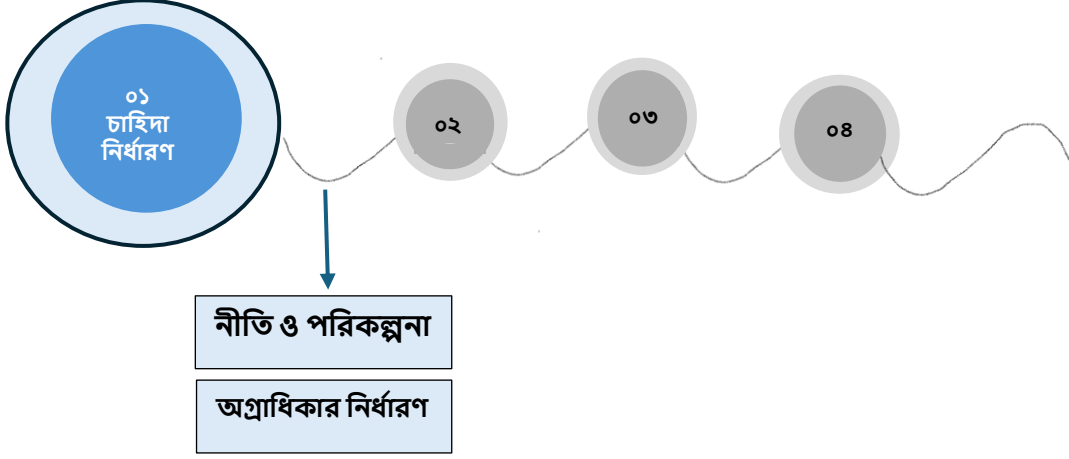 ০১
চাহিদা
নির্ধারণ
০২
০৩
০৪
নীতি ও পরিকল্পনা
অগ্রাধিকার নির্ধারণ